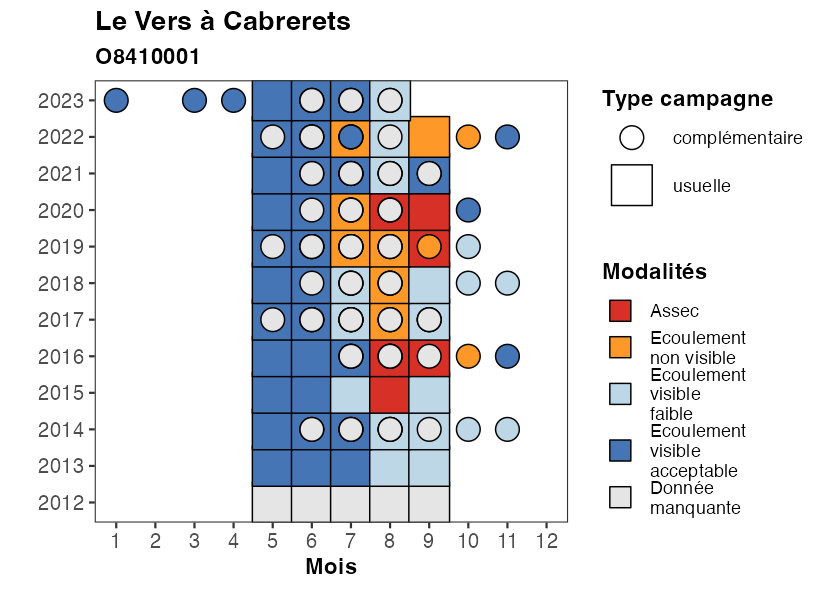 Le Vers à Cabrerets
O8410001
2023
2022
2021
2020
2019
2018
2017
2016
2015
2014
2013
2012
1 2 3 4 5 6 7 8 9 10 11 12
Mois
Type campagne
complémentaire
usuelle
Modalités
Assec
Ecoulement
non visible
Ecoulement
visible
faible
Ecoulement
visible
acceptable
Donnée
manquante